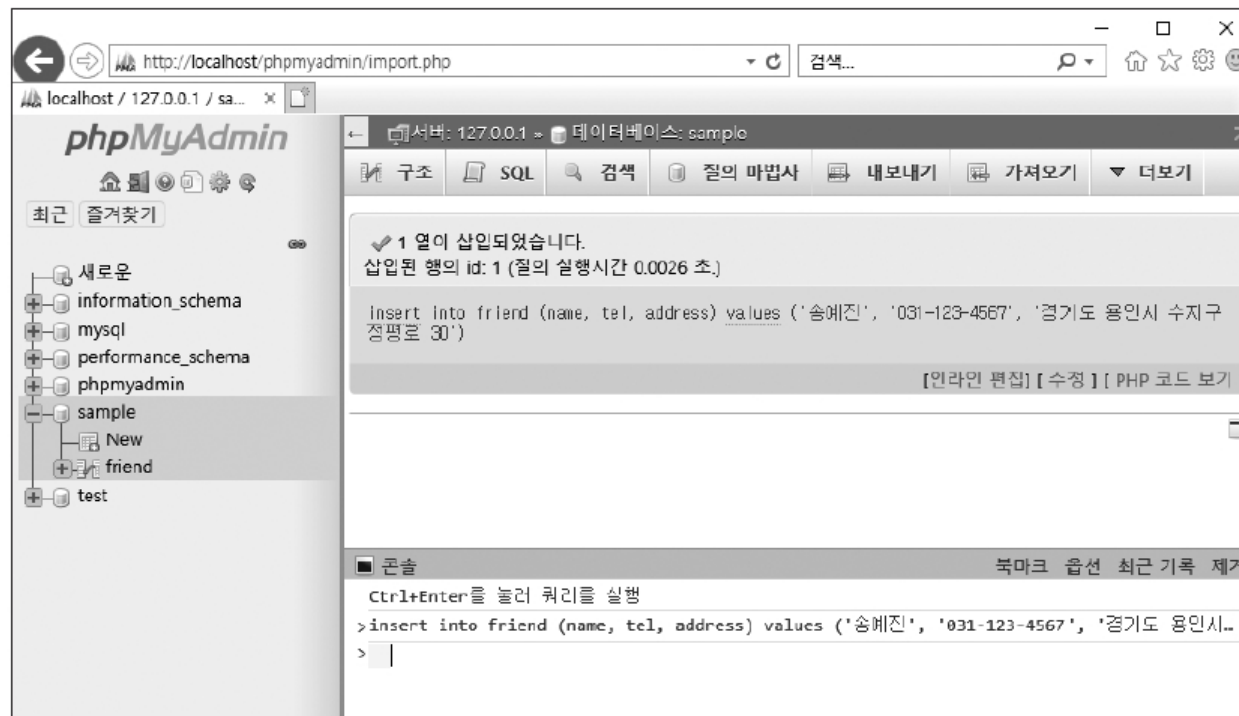 http://localhost/phpmyadmin/import.php
검색...
localhost / 127.0.0.1 / sa...
phpMyAdmin
최근 즐겨찾기
새로운
information_schema
mysql
performance_schema
phpmyadmin
sample
New
friend
test
서버: 127.0.0.1 » 데이터베이스: sample
구조 SQL 검색 질의 마법사 내보내기 가져오기 더보기
1 열이 삽입되었습니다.
삽입된 행의 id: 1 (질의 실행시간 0.0026 초.)
insert into friend (name, tel, address) values ('송예진', '031-123-4567', '경기도 용인시 수지구
정평로 30')
[인라인 편집] [ 수정 ] [ PHP 코드 보기
콘솔
북마크 옵션 최근 기록
Ctrl+Enter를 눌러 쿼리를 실행
>insert into friend (name, tel, address) values ('송예진', '031-123-4567', '경기도 용인시…
>